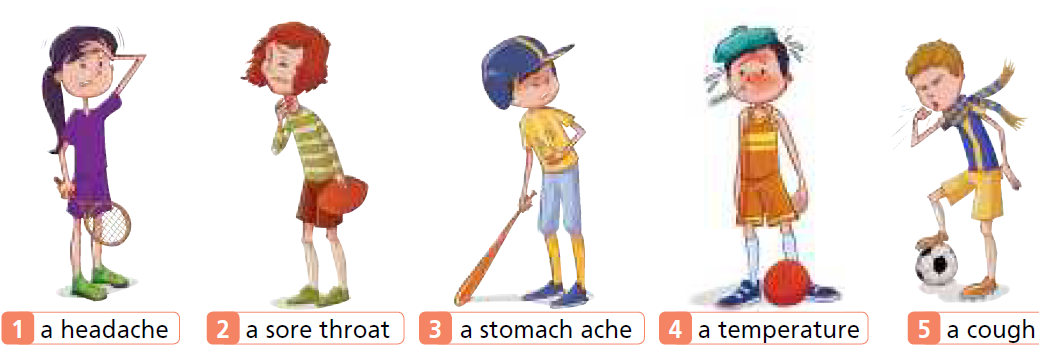 1 a headache
2 a sore throat
3 a stomach ache
4 a temperature
5 a cough